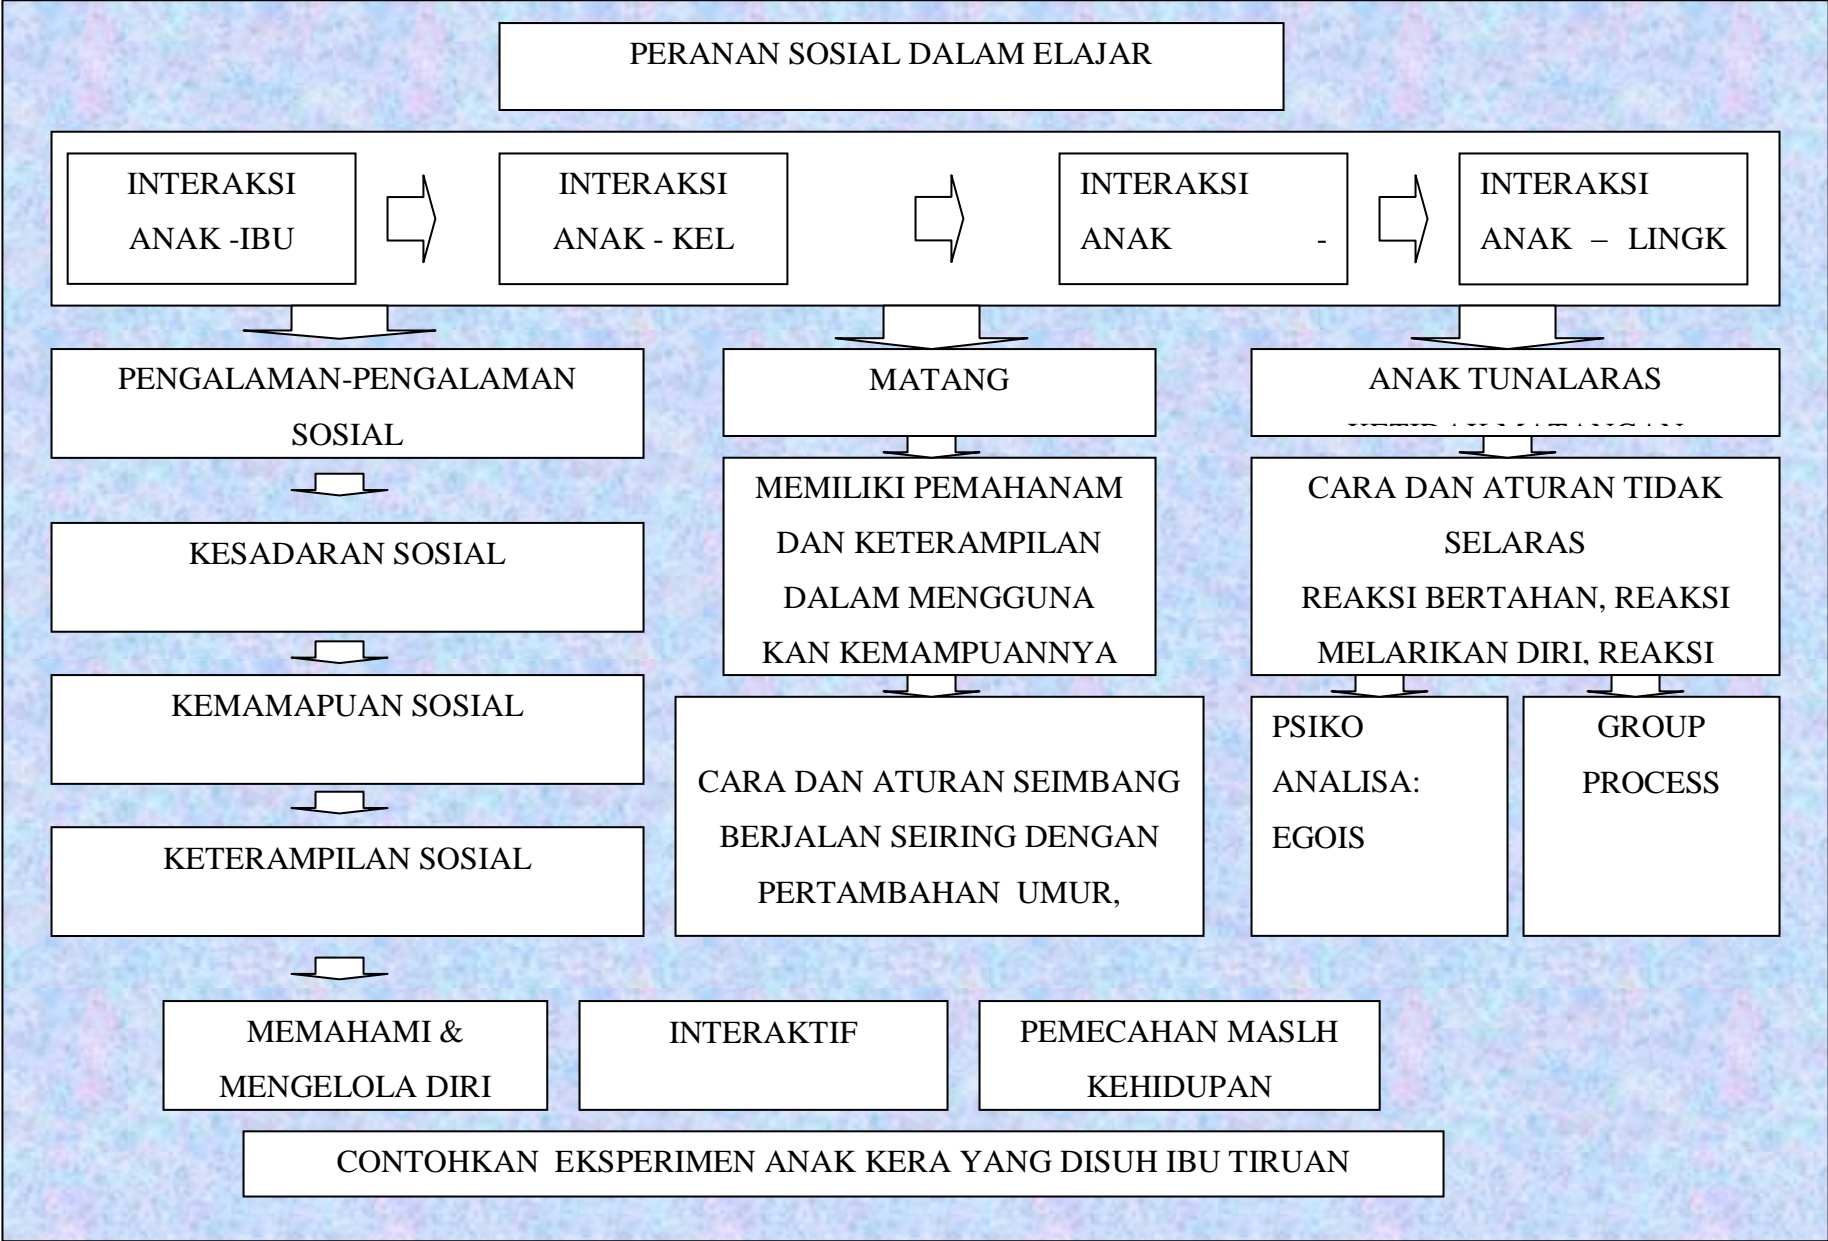 PERANAN SOSIAL DALAM ELAJAR
INTERAKSI
ANAK -IBU
INTERAKSI
ANAK - KEL
INTERAKSI
ANAK -
INTERAKSI
ANAK – LINGK
PENGALAMAN-PENGALAMAN
SOSIAL
KESADARAN SOSIAL
KEMAMAPUAN SOSIAL
KETERAMPILAN SOSIAL
MATANG
MEMILIKI PEMAHANAM
DAN KETERAMPILAN
DALAM MENGGUNA
KAN KEMAMPUANNYA
CARA DAN ATURAN SEIMBANG
BERJALAN SEIRING DENGAN
PERTAMBAHAN UMUR,
ANAK TUNALARAS
KETIDAK MATANGAN
CARA DAN ATURAN TIDAK
SELARAS
REAKSI BERTAHAN, REAKSI
MELARIKAN DIRI, REAKSI
PSIKO
ANALISA:
EGOIS
GROUP
PROCESS
MEMAHAMI &
MENGELOLA DIRI
INTERAKTIF
PEMECAHAN MASLH
KEHIDUPAN
CONTOHKAN EKSPERIMEN ANAK KERA YANG DISUH IBU TIRUAN